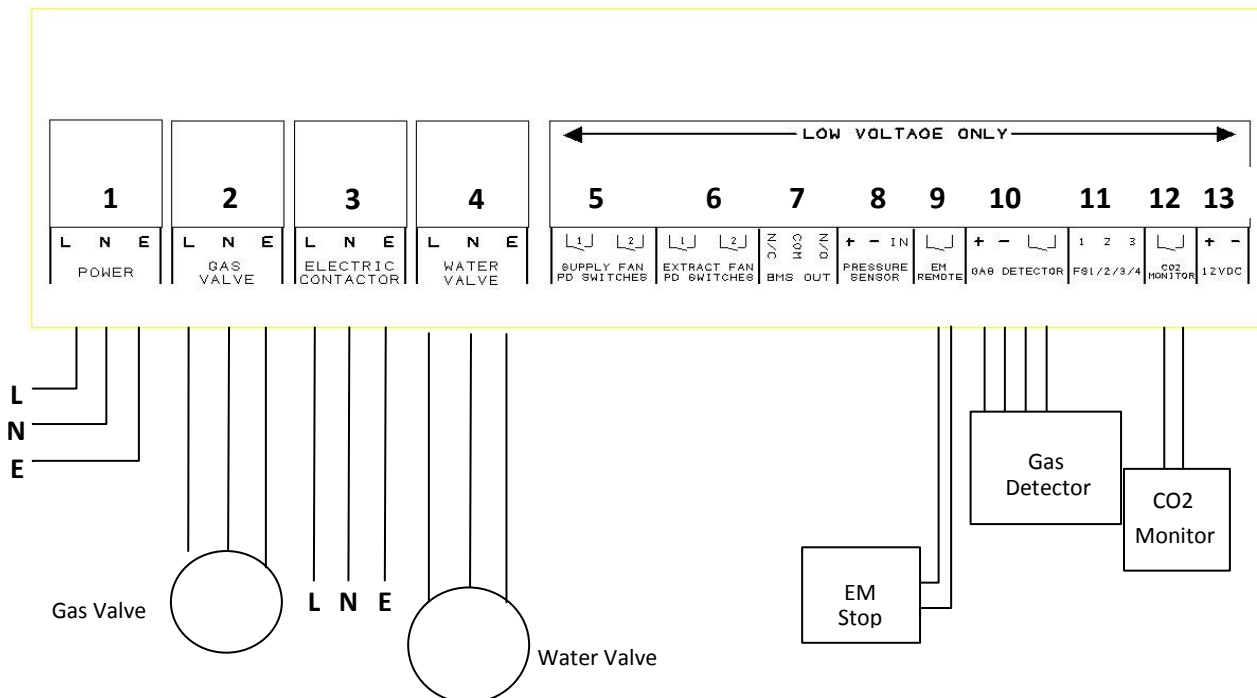 LOW VOLTAGE ONLY
1 2 3 4 5 6 7 8 9 10 11 12 13
L N E L N E L N E L N E 1 2 1 2 N/C COM N/O + - IN + - 1 2 3 + -
POWER
GAS
VALVE
ELECTRIC
CONTACTOR
WATER
VALVE
SUPPLY FAN
PD SWITCHES
EXTRACT FAN
PD SWITCHES
BMS OUT
PRESSURE
SENSOR
EM
REMOTE
GAS DETECTOR
FS1/2/3/4
CO2
MONITOR
12VDC
L
N
E
Gas Valve
L N E
Water Valve
EM
Stop
Gas
Detector
CO2
Monitor